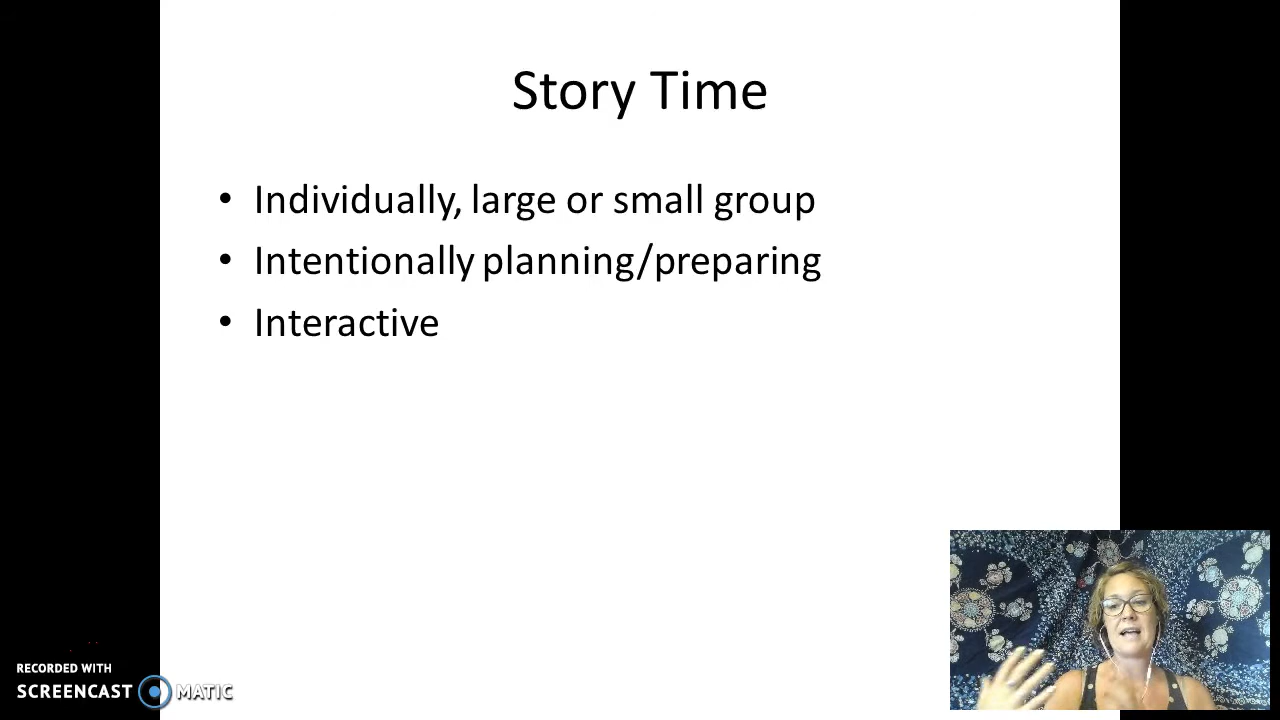 Story Time
• Individually, large or small group
• Intentionally planning/preparing
• Interactive
RECORDED WITH
SCREENCAST MATIC